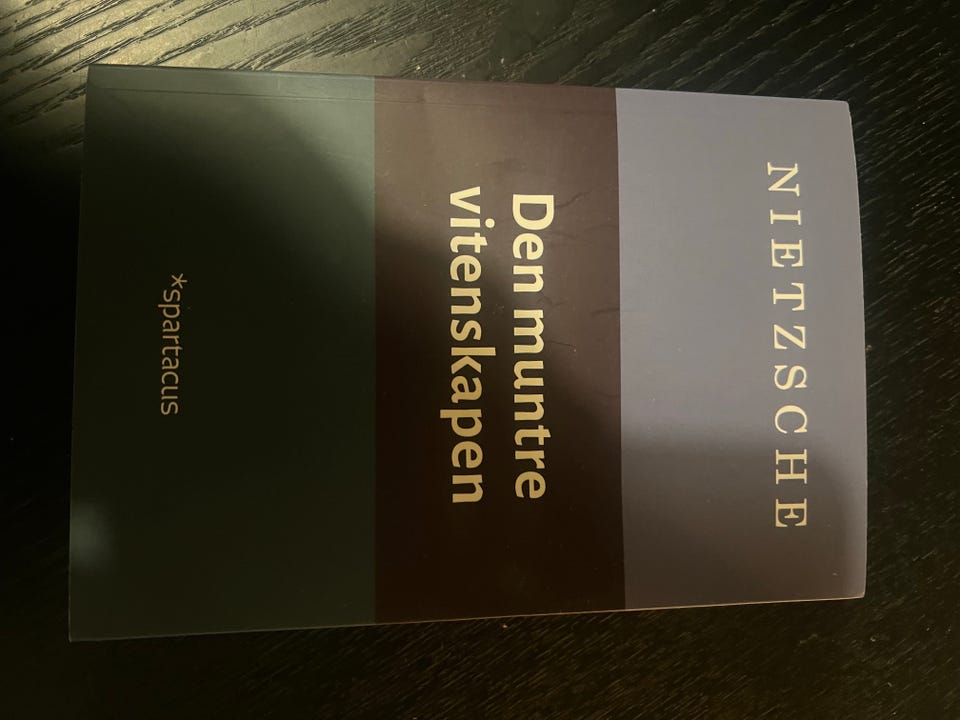 NIETZSCHE
Den muntre
vitenskapen
*spartacus